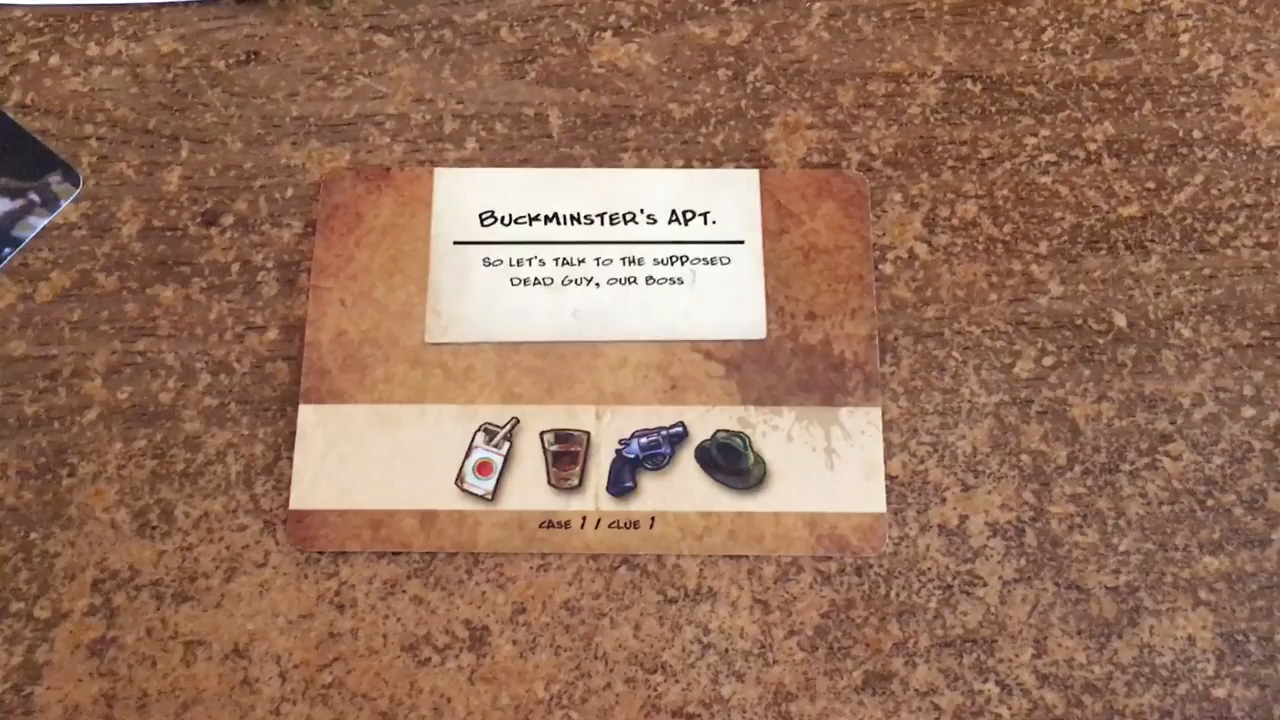 BUCKMINSTER'S APT.
SO LET'S TALK TO THE SUPPOSED
DEAD GUY, OUR BOSS
CASE 1 / CLUE 1